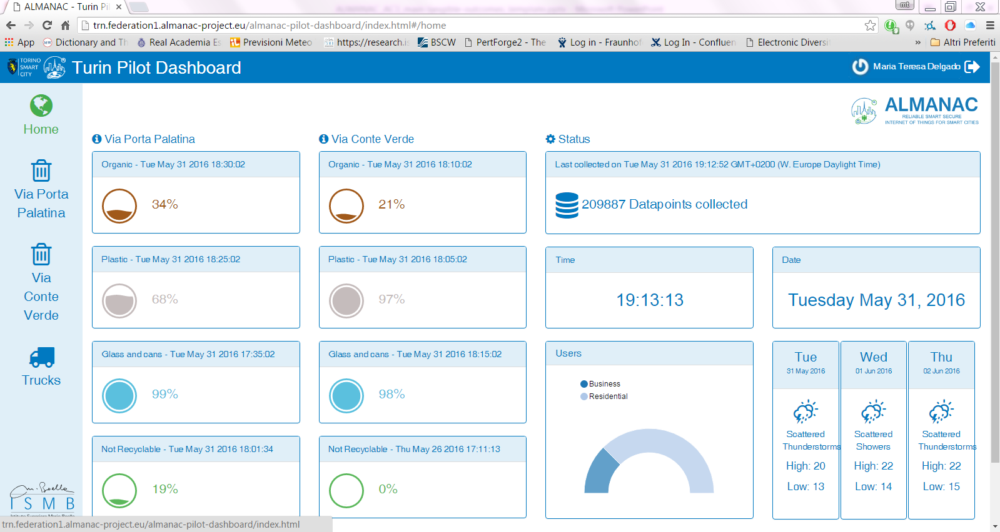 ALMANAC - Turin Pil
mt
trn.federation1.almanac-project.eu/almanac-pilot-dashboard/index.html#/home
App
Dictionary and Th
Real Academia Es
Previsioni Meteo
https://research.is
BSCW
PertForge2 - The
Log in - Fraunhof
Log In - Confluen
Electronic Diversit
»
Altri Preferiti
TORINO
SMART
CITY
Turin Pilot Dashboard
Maria Teresa Delgado
Home
Via Porta
Palatina
Via
Conte
Verde
Trucks
ISMB
ALMANAC
RELIABLE SMART SECURE
INTERNET OF THINGS FOR SMART CITIES
Via Porta Palatina
Organic - Tue May 31 2016 18:30:02
34%
Plastic - Tue May 31 2016 18:25:02
68%
Glass and cans - Tue May 31 2016 17:35:02
99%
Not Recyclable - Tue May 31 2016 18:01:34
19%
Via Conte Verde
Organic - Tue May 31 2016 18:10:02
21%
Plastic - Tue May 31 2016 18:05:02
97%
Glass and cans - Tue May 31 2016 18:15:02
98%
Not Recyclable - Thu May 26 2016 17:11:13
0%
Status
Last collected on Tue May 31 2016 19:12:52 GMT+0200 (W. Europe Daylight Time)
209887 Datapoints collected
Time
19:13:13
Date
Tuesday May 31, 2016
Users
Business
Residential
Tue
31 May 2016
Scattered
Thunderstorms
High: 20
Low: 13
Wed
01 Jun 2016
Scattered
Showers
High: 22
Low: 14
Thu
02 Jun 2016
Scattered
Thunderstorms
High: 22
Low: 15
trn.federation1.almanac-project.eu/almanac-pilot-dashboard/index.html